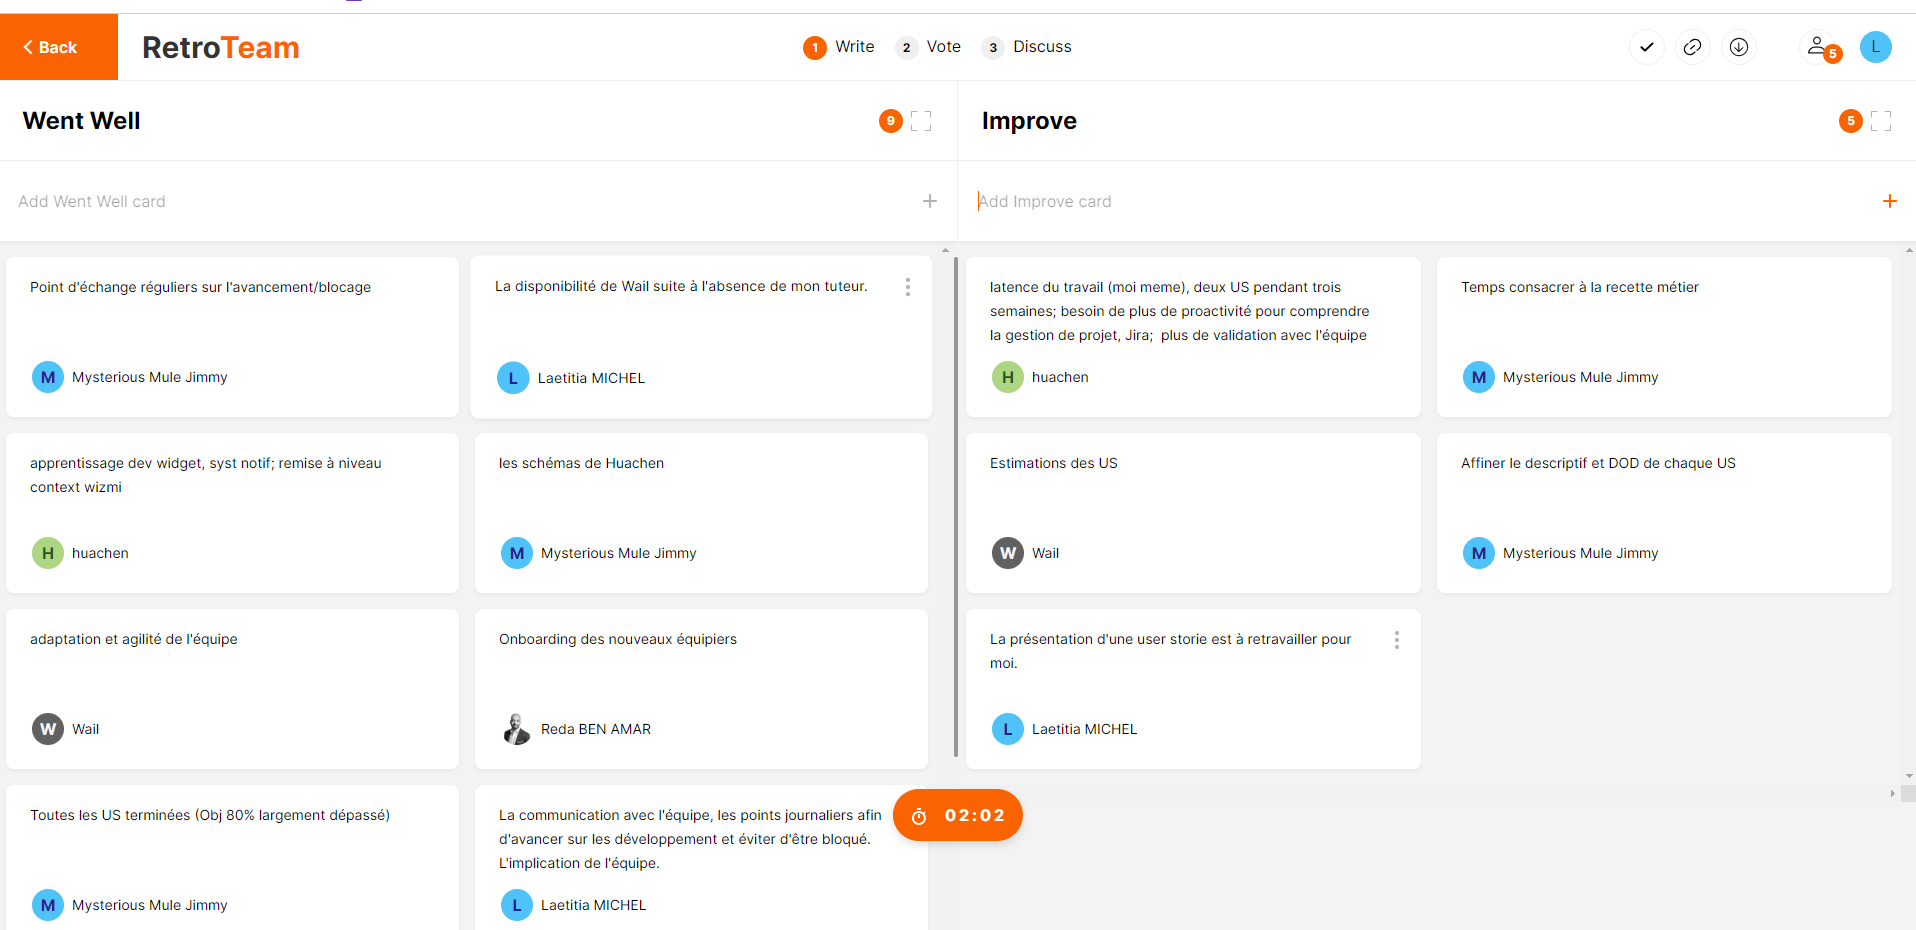 Back
RetroTeam
1 Write 2 Vote 3 Discuss
5
L
Went Well
9
Improve
5
Add Went Well card
Add Improve card
Point d'échange réguliers sur l'avancement/blocage
M Mysterious Mule Jimmy
La disponibilité de Wail suite à l'absence de mon tuteur.
L Laetitia MICHEL
apprentissage dev widget, syst notif; remise à niveau
context wizmi
H huachen
les schémas de Huachen
M Mysterious Mule Jimmy
adaptation et agilité de l'équipe
W Wail
Onboarding des nouveaux équipiers
Reda BEN AMAR
Toutes les US terminées (Obj 80% largement dépassé)
M Mysterious Mule Jimmy
La communication avec l'équipe, les points journaliers afin
d'avancer sur les développement et éviter d'être bloqué.
L'implication de l'équipe.
L Laetitia MICHEL
latence du travail (moi meme), deux US pendant trois
semaines; besoin de plus de proactivité pour comprendre
la gestion de projet, Jira;  plus de validation avec l'équipe
H huachen
Temps consacrer à la recette métier
M Mysterious Mule Jimmy
Estimations des US
W Wail
Affiner le descriptif et DOD de chaque US
M Mysterious Mule Jimmy
La présentation d'une user storie est à retravailler pour
moi.
L Laetitia MICHEL
02:02